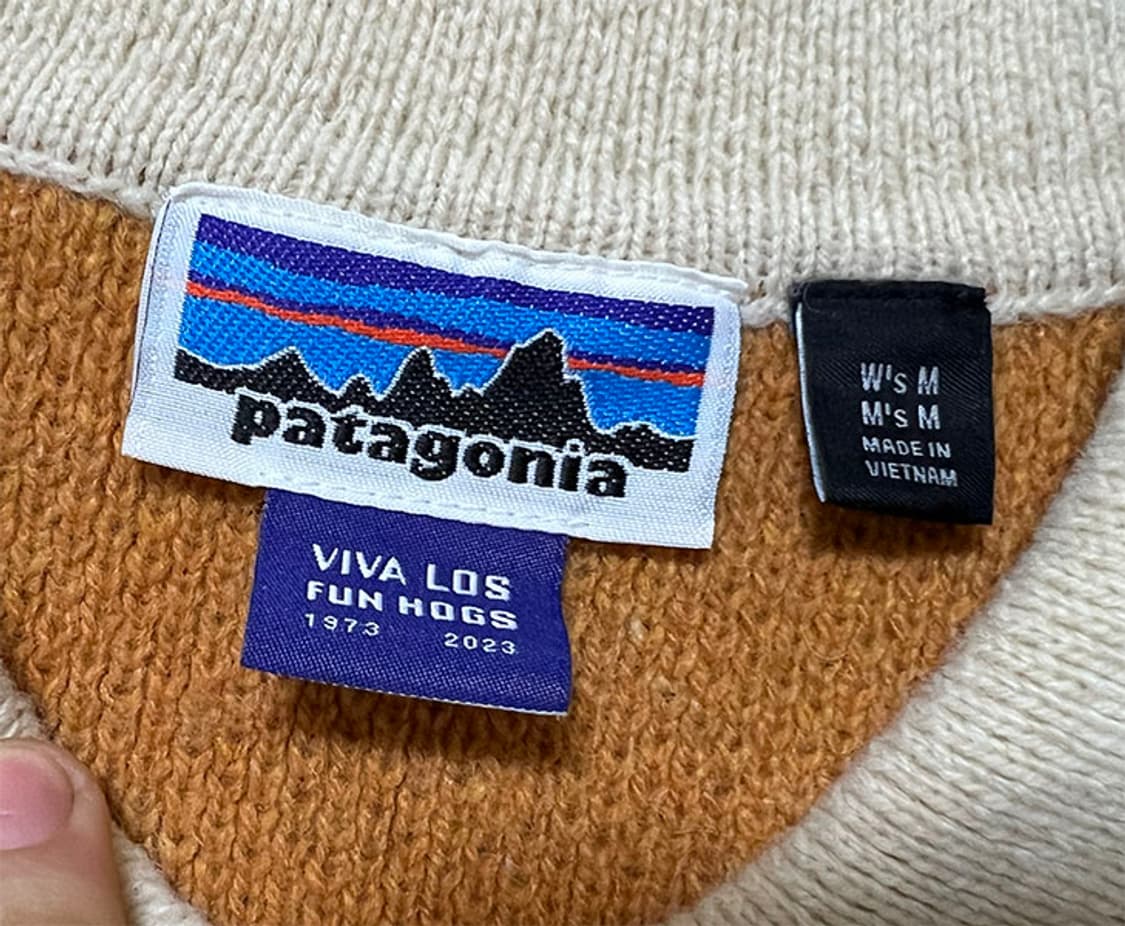 patagonia
VIVA LOS
FUN HOGS
1973 2023
W's M
M's M
MADE IN
VIETNAM